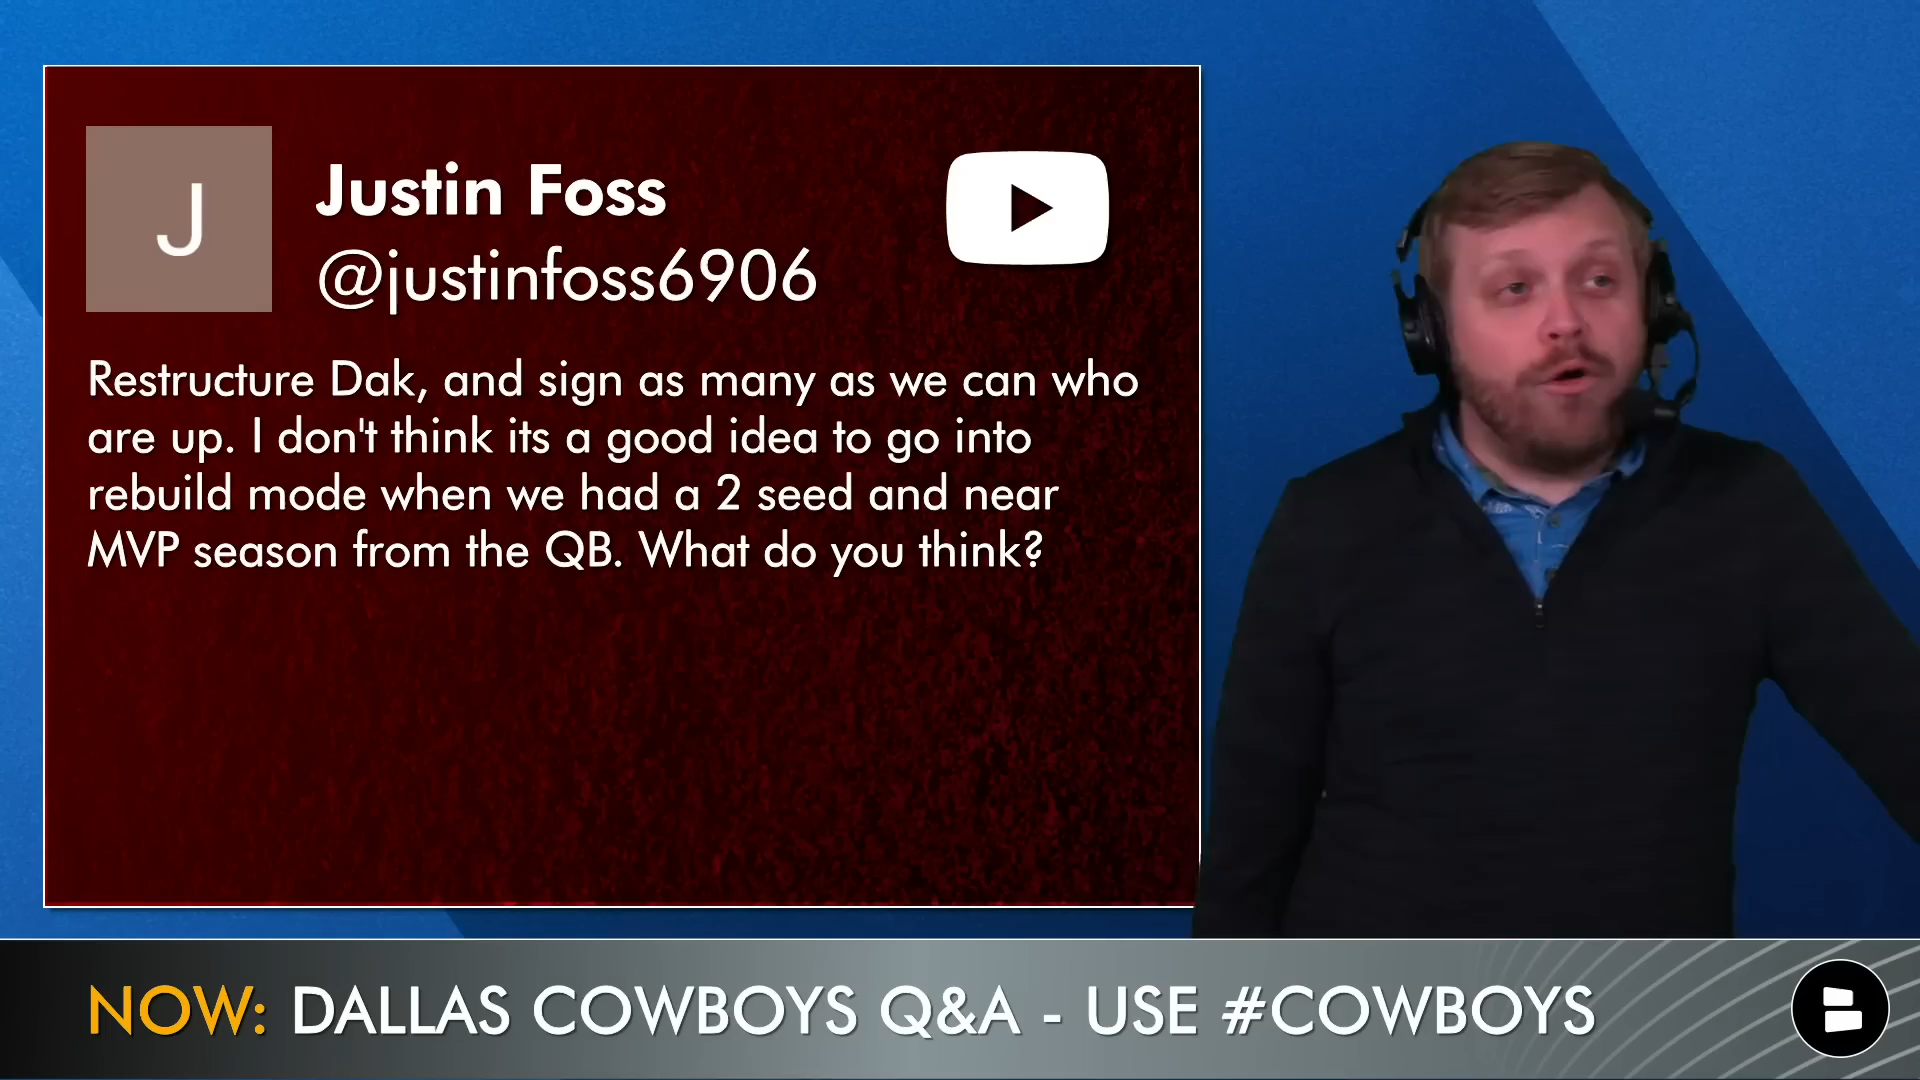 J
Justin Foss
@justinfoss6906
Restructure Dak, and sign as many as we can who
are up. I don't think its a good idea to go into
rebuild mode when we had a 2 seed and near
MVP season from the QB. What do you think?
NOW: DALLAS COWBOYS Q&A - USE #COWBOYS